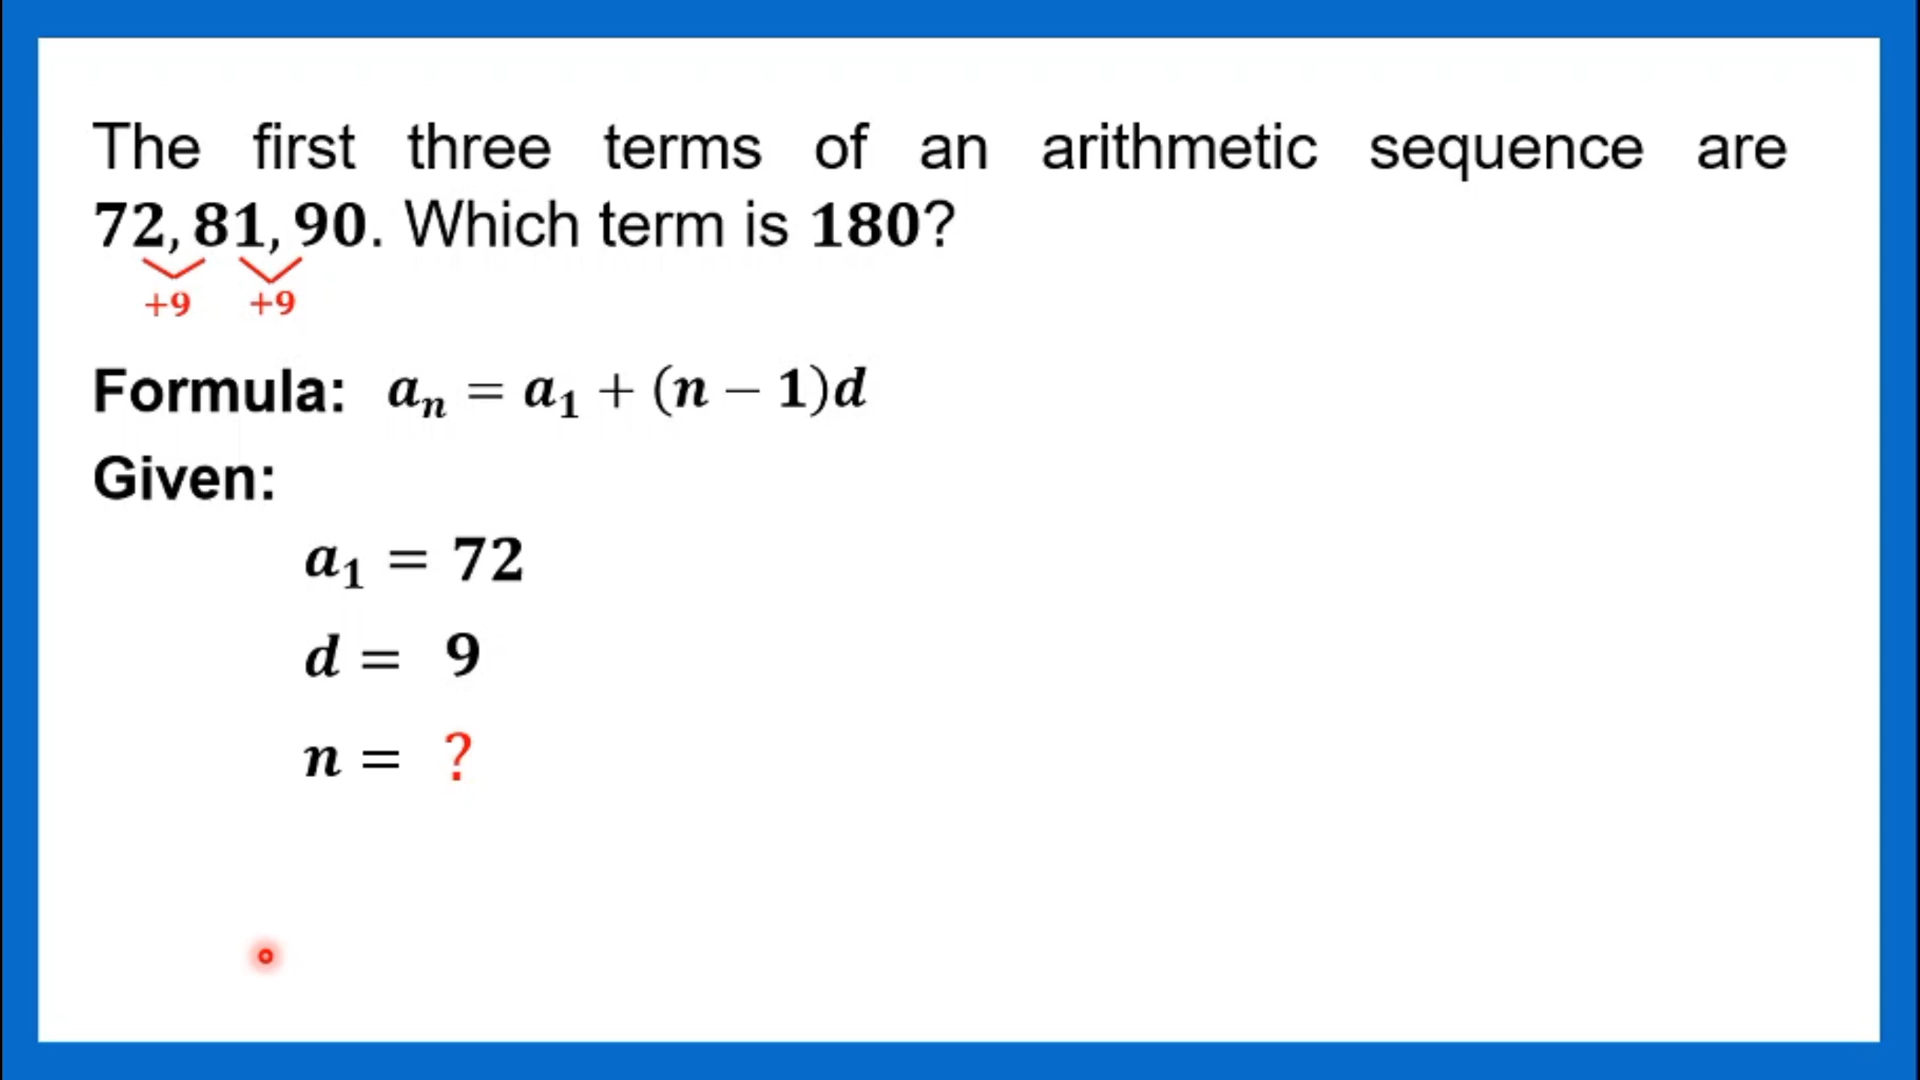 The first three terms of an arithmetic sequence are
72, 81, 90. Which term is 180?
+9 +9
Formula: aₙ = a₁ + (n − 1)d
Given:
a₁ = 72
d = 9
n = ?